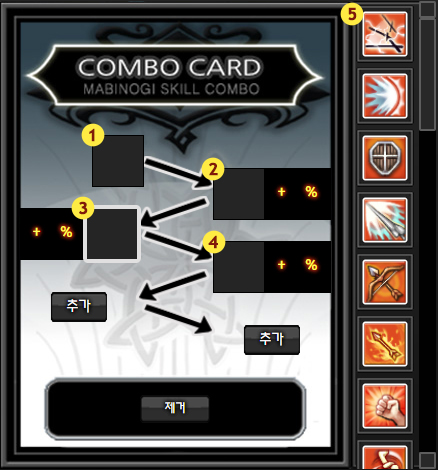 5
COMBO CARD
MABINOGI SKILL COMBO
1
2
+ %
3
+ %
4
+ %
추가
추가
제거